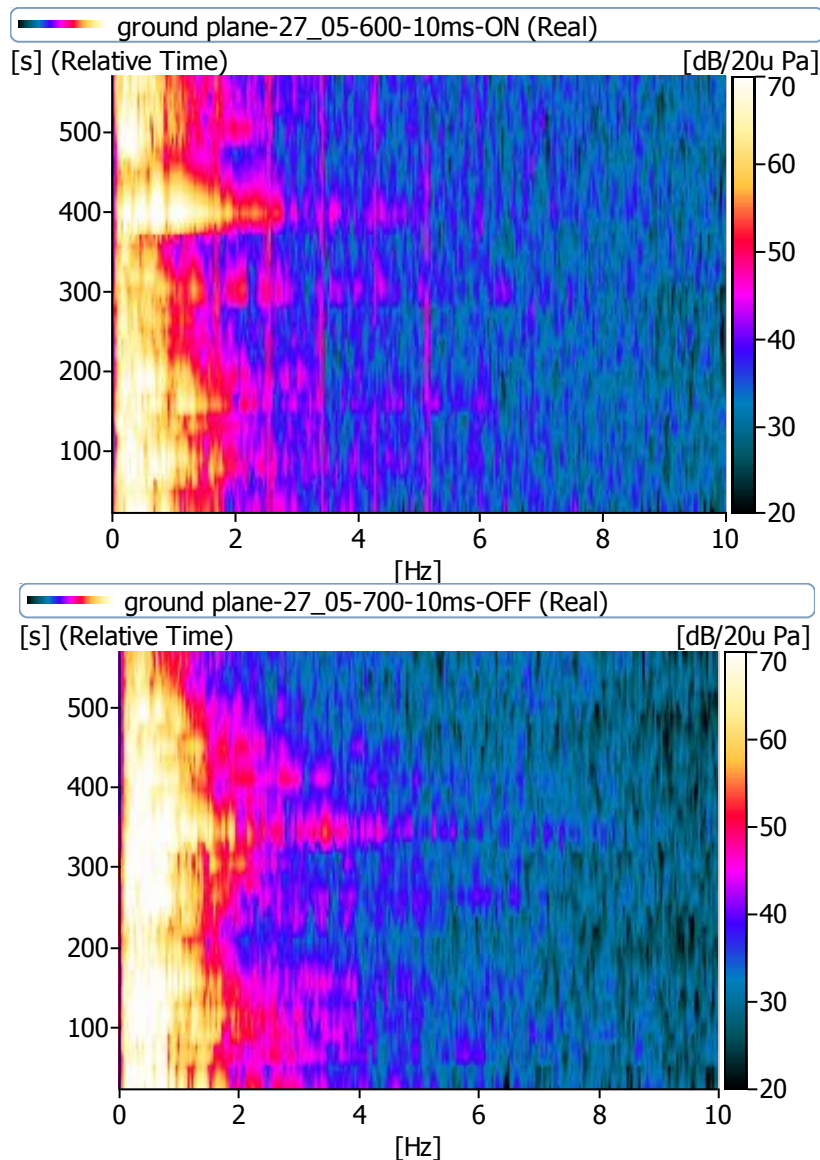 ground plane-27_05-600-10ms-ON (Real)
[s] (Relative Time) [dB/20u Pa]
500
400
300
200
100
70
60
50
40
30
20
0 2 4 6 8 10
[Hz]
ground plane-27_05-700-10ms-OFF (Real)
[s] (Relative Time) [dB/20u Pa]
500
400
300
200
100
70
60
50
40
30
20
0 2 4 6 8 10
[Hz]